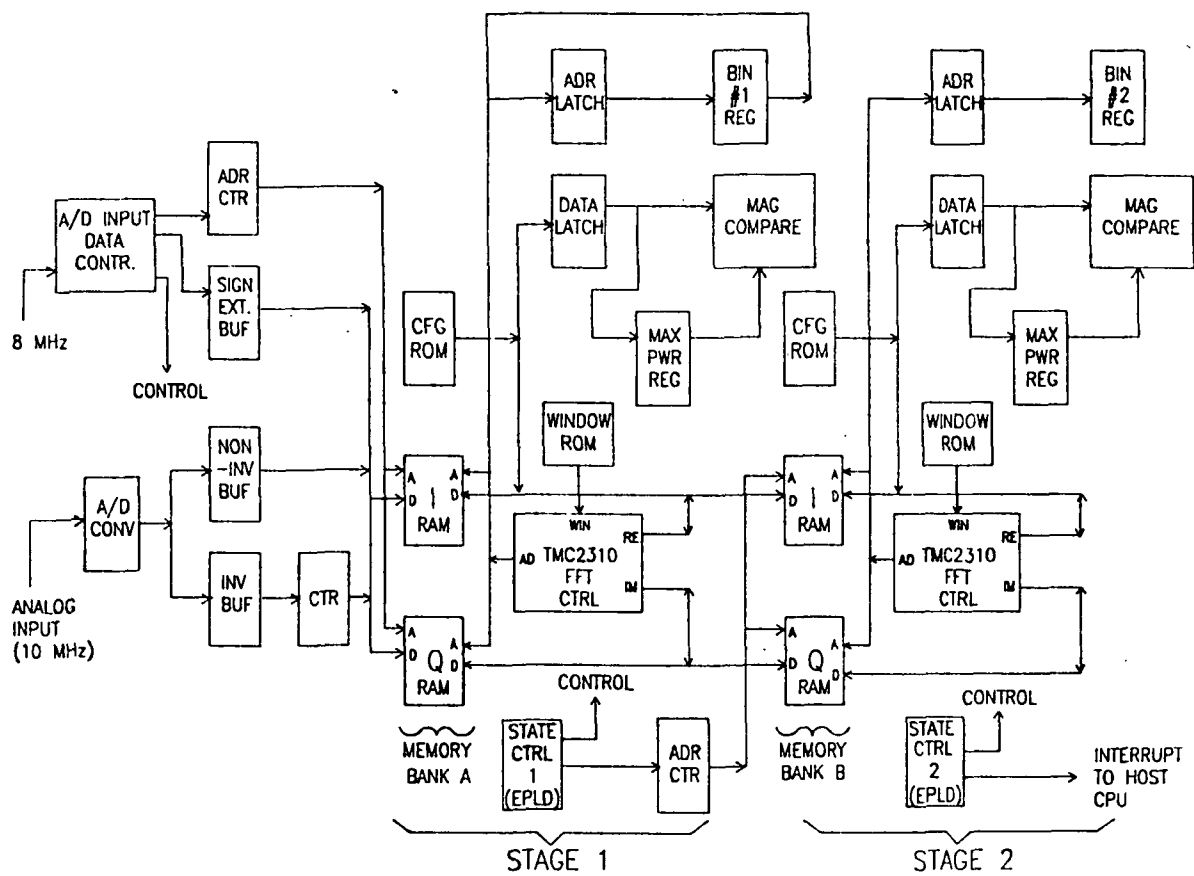 ADR
LATCH
BIN
#1
REG
ADR
LATCH
BIN
#2
REG
ADR
CTR
A/D INPUT
DATA
CONTR.
8 MHz
SIGN
EXT.
BUF
CONTROL
DATA
LATCH
MAG
COMPARE
CFG
ROM
MAX
PWR
REG
DATA
LATCH
MAG
COMPARE
CFG
ROM
MAX
PWR
REG
A/D
CONV
ANALOG
INPUT
(10 MHz)
NON
-INV
BUF
INV
BUF
CTR
A A
D I D
RAM
WINDOW
ROM
WIN
RE
AD TMC2310
FFT IM
CTRL
A A
D Q D
RAM
A A
D I D
RAM
WINDOW
ROM
WIN
RE
AD TMC2310
FFT IM
CTRL
A A
D Q D
RAM
MEMORY
BANK A
CONTROL
STATE
CTRL
1
(EPLD)
ADR
CTR
MEMORY
BANK B
CONTROL
STATE
CTRL
2
(EPLD)
INTERRUPT
TO HOST
CPU
STAGE 1
STAGE 2